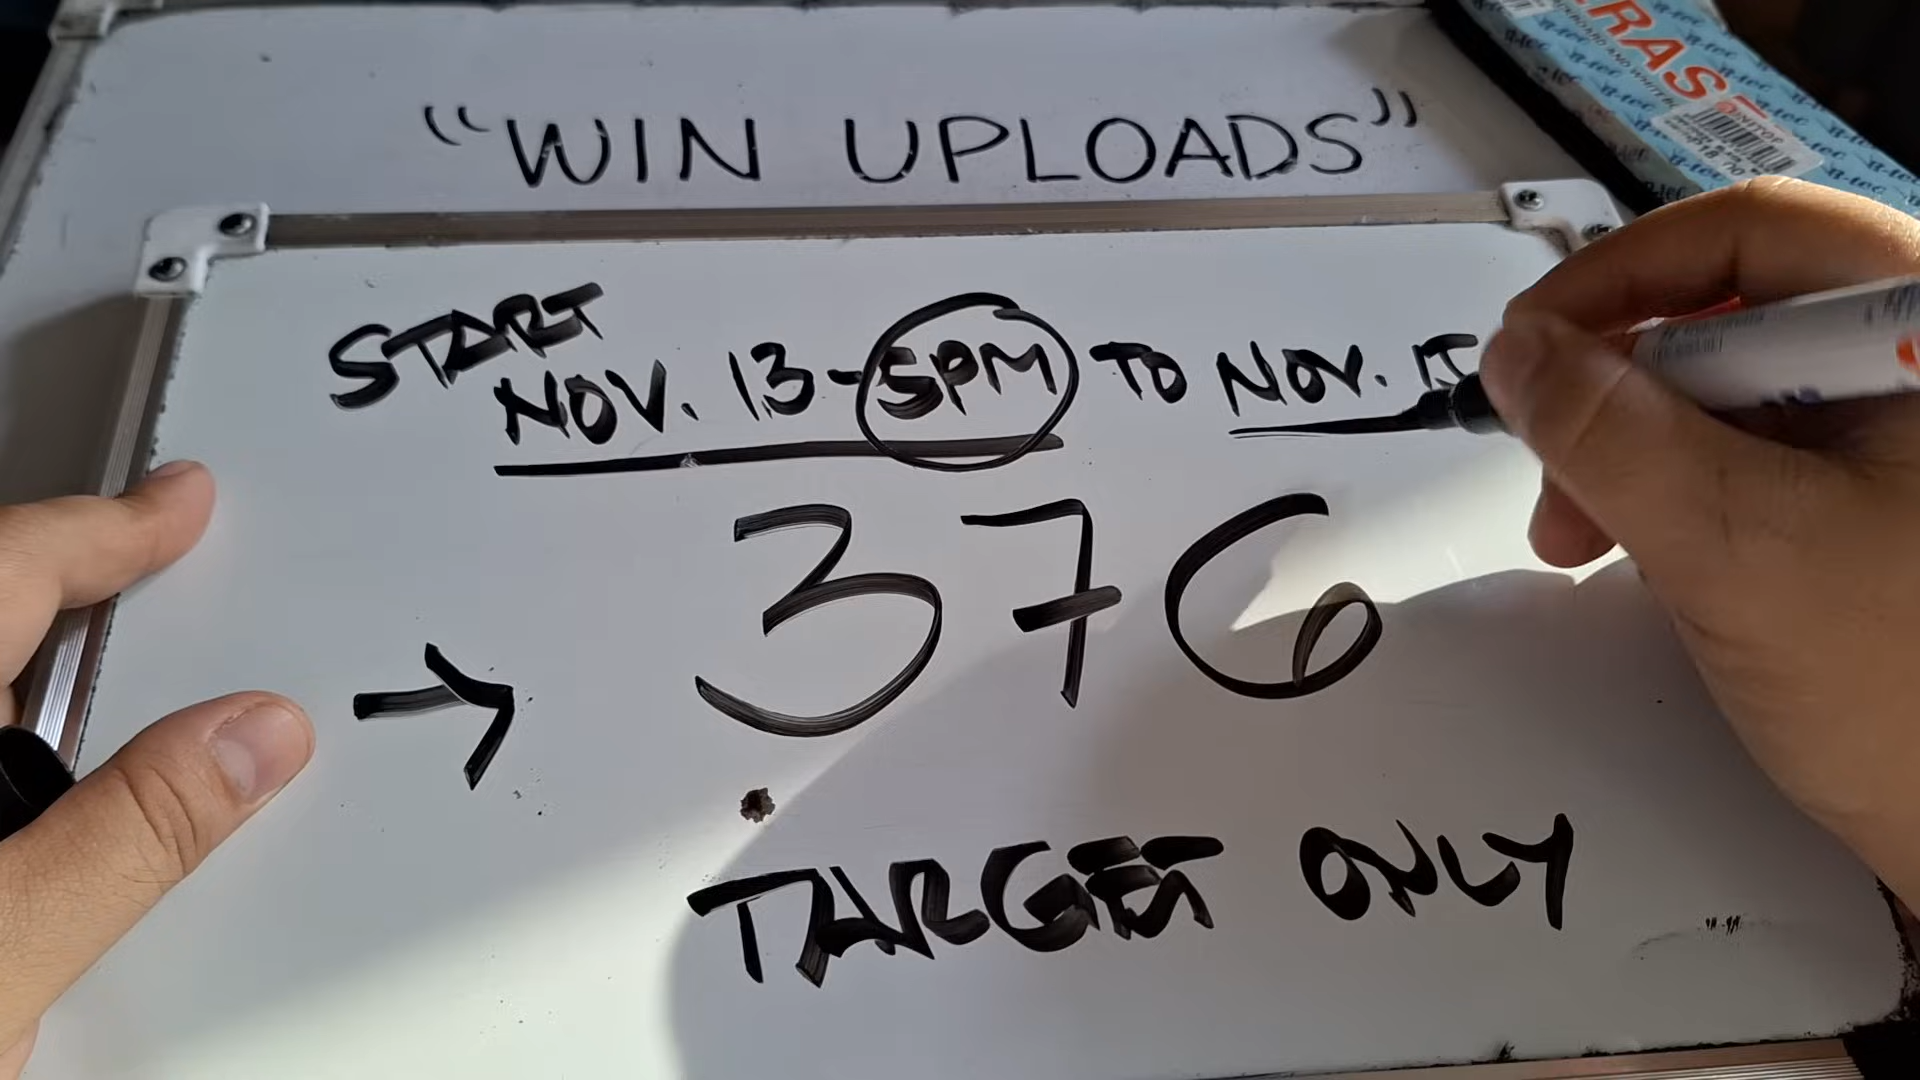 "WIN UPLOADS"
START
NOV. 13-5PM TO NOV. 15
376
→
TARGET ONLY